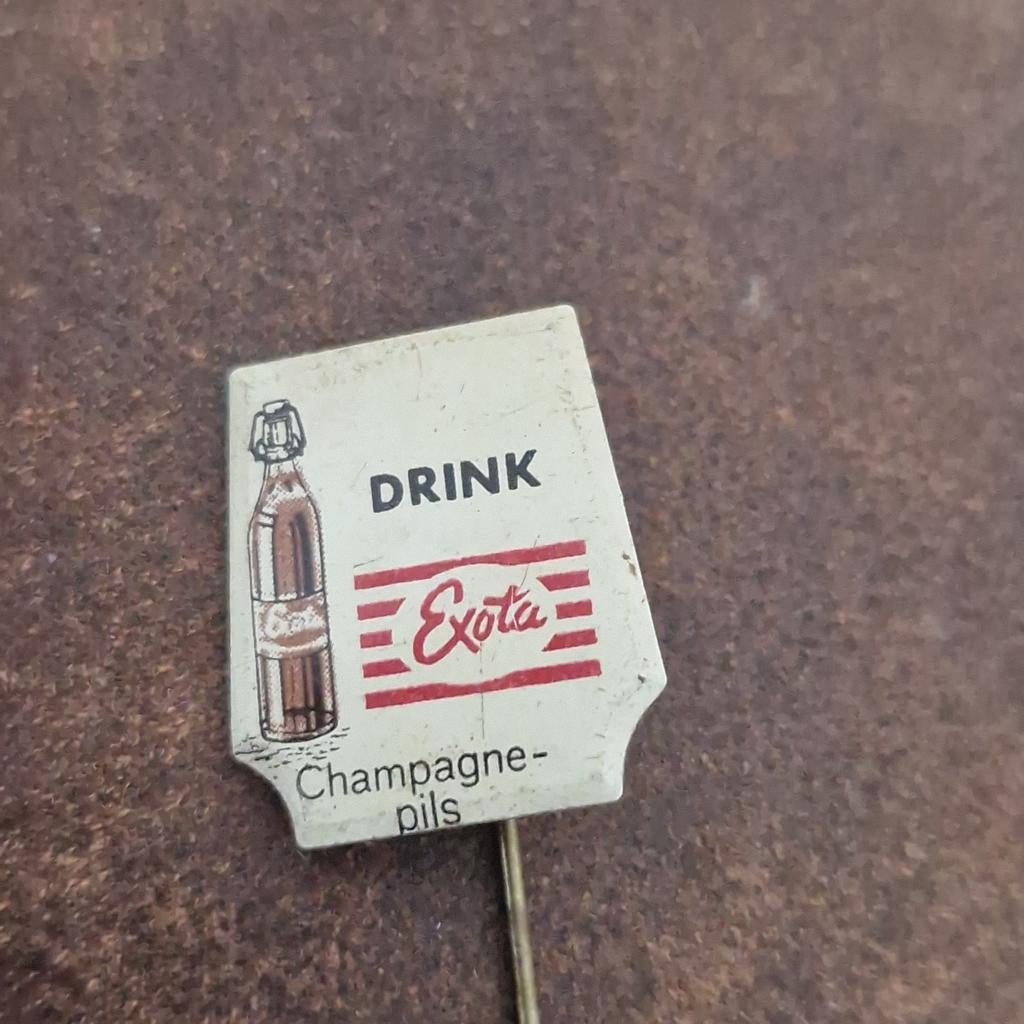 DRINK
Exota
Champagne-
pils